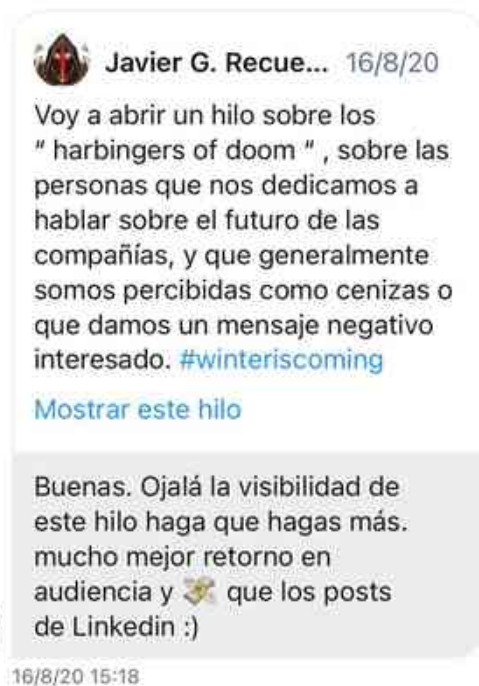 Javier G. Recue... 16/8/20
Voy a abrir un hilo sobre los
“ harbingers of doom “ , sobre las
personas que nos dedicamos a
hablar sobre el futuro de las
compañías, y que generalmente
somos percibidas como cenizas o
que damos un mensaje negativo
interesado. #winteriscoming
Mostrar este hilo
Buenas. Ojalá la visibilidad de
este hilo haga que hagas más.
mucho mejor retorno en
audiencia y 💸 que los posts
de Linkedin :)
16/8/20 15:18